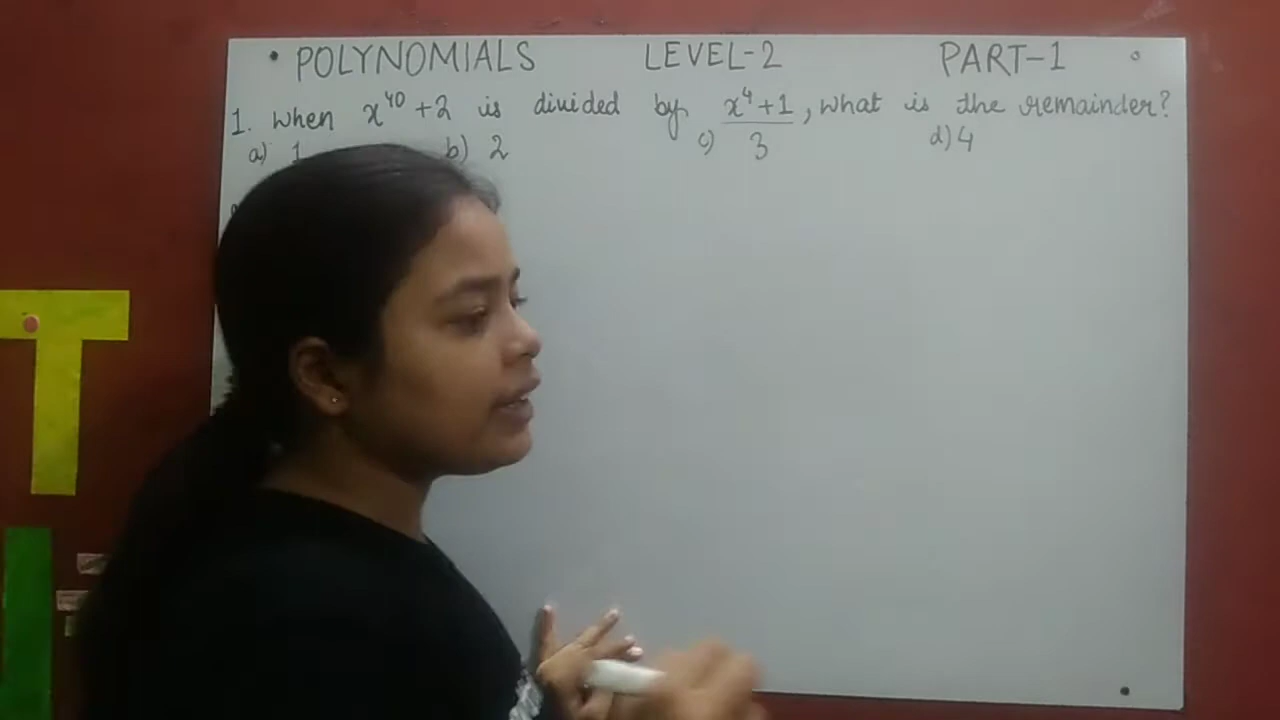 • POLYNOMIALS LEVEL-2 PART-1
1. When x⁴⁰ + 2 is divided by x⁴ + 1, what is the remainder?
a) 1 b) 2 c) 3 d) 4
T